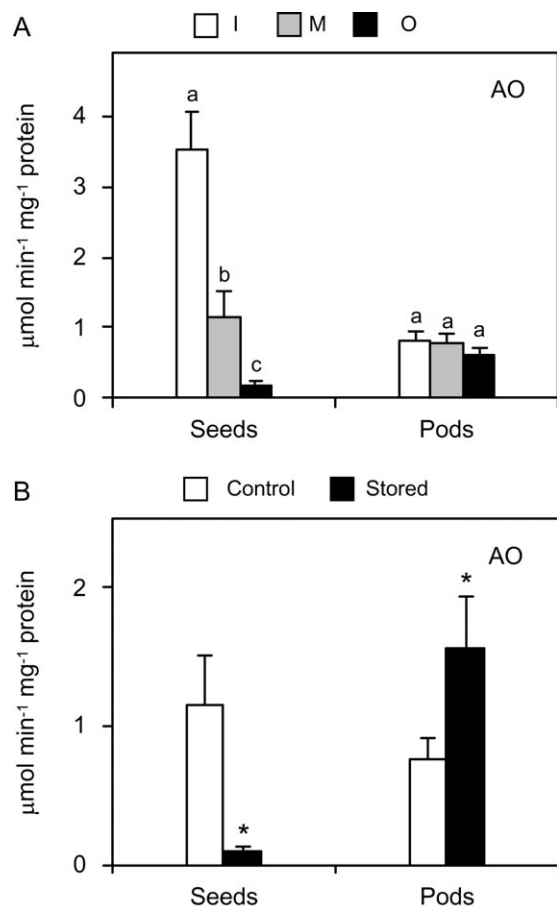 A
I M O
AO
μmol min-1 mg-1 protein
4
3
2
1
0
a
b
c
a a a
Seeds Pods
B
Control Stored
AO
μmol min-1 mg-1 protein
2
1
0
*
*
Seeds Pods